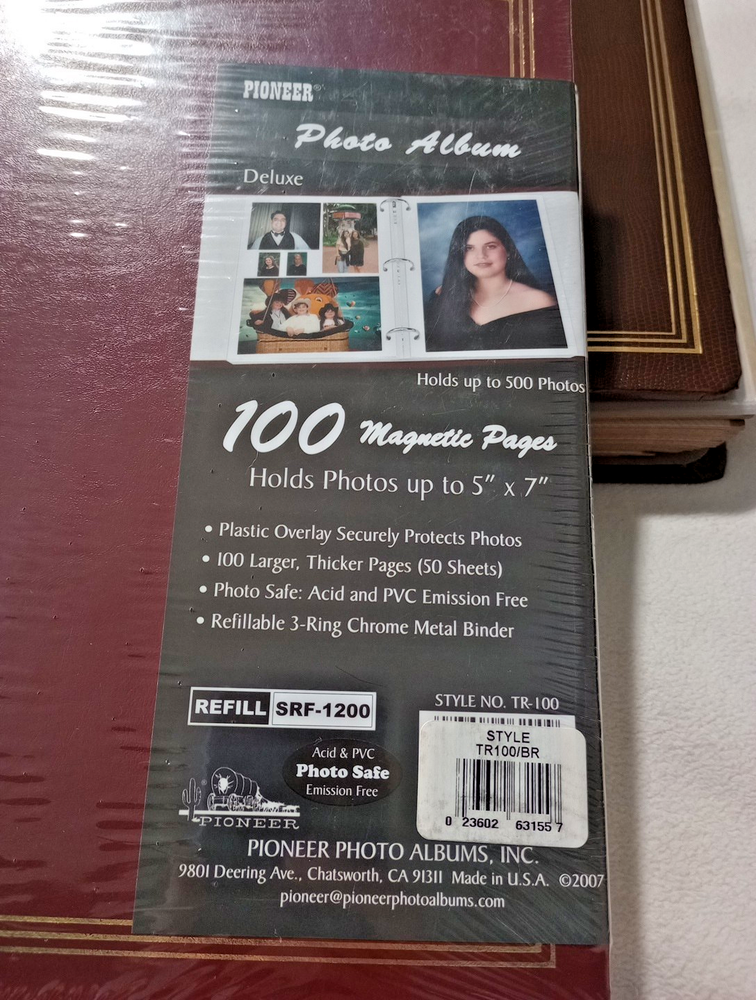 PIONEER®
Photo Album
Deluxe
Holds up to 500 Photos
100 Magnetic Pages
Holds Photos up to 5" x 7"
• Plastic Overlay Securely Protects Photos
• 100 Larger, Thicker Pages (50 Sheets)
• Photo Safe: Acid and PVC Emission Free
• Refillable 3-Ring Chrome Metal Binder
REFILL SRF-1200
STYLE NO. TR-100
STYLE
TR100/BR
0 23602 63155 7
Acid & PVC
Photo Safe
Emission Free
PIONEER
PIONEER PHOTO ALBUMS, INC.
9801 Deering Ave., Chatsworth, CA 91311 Made in U.S.A. ©2007
pioneer@pioneerphotoalbums.com